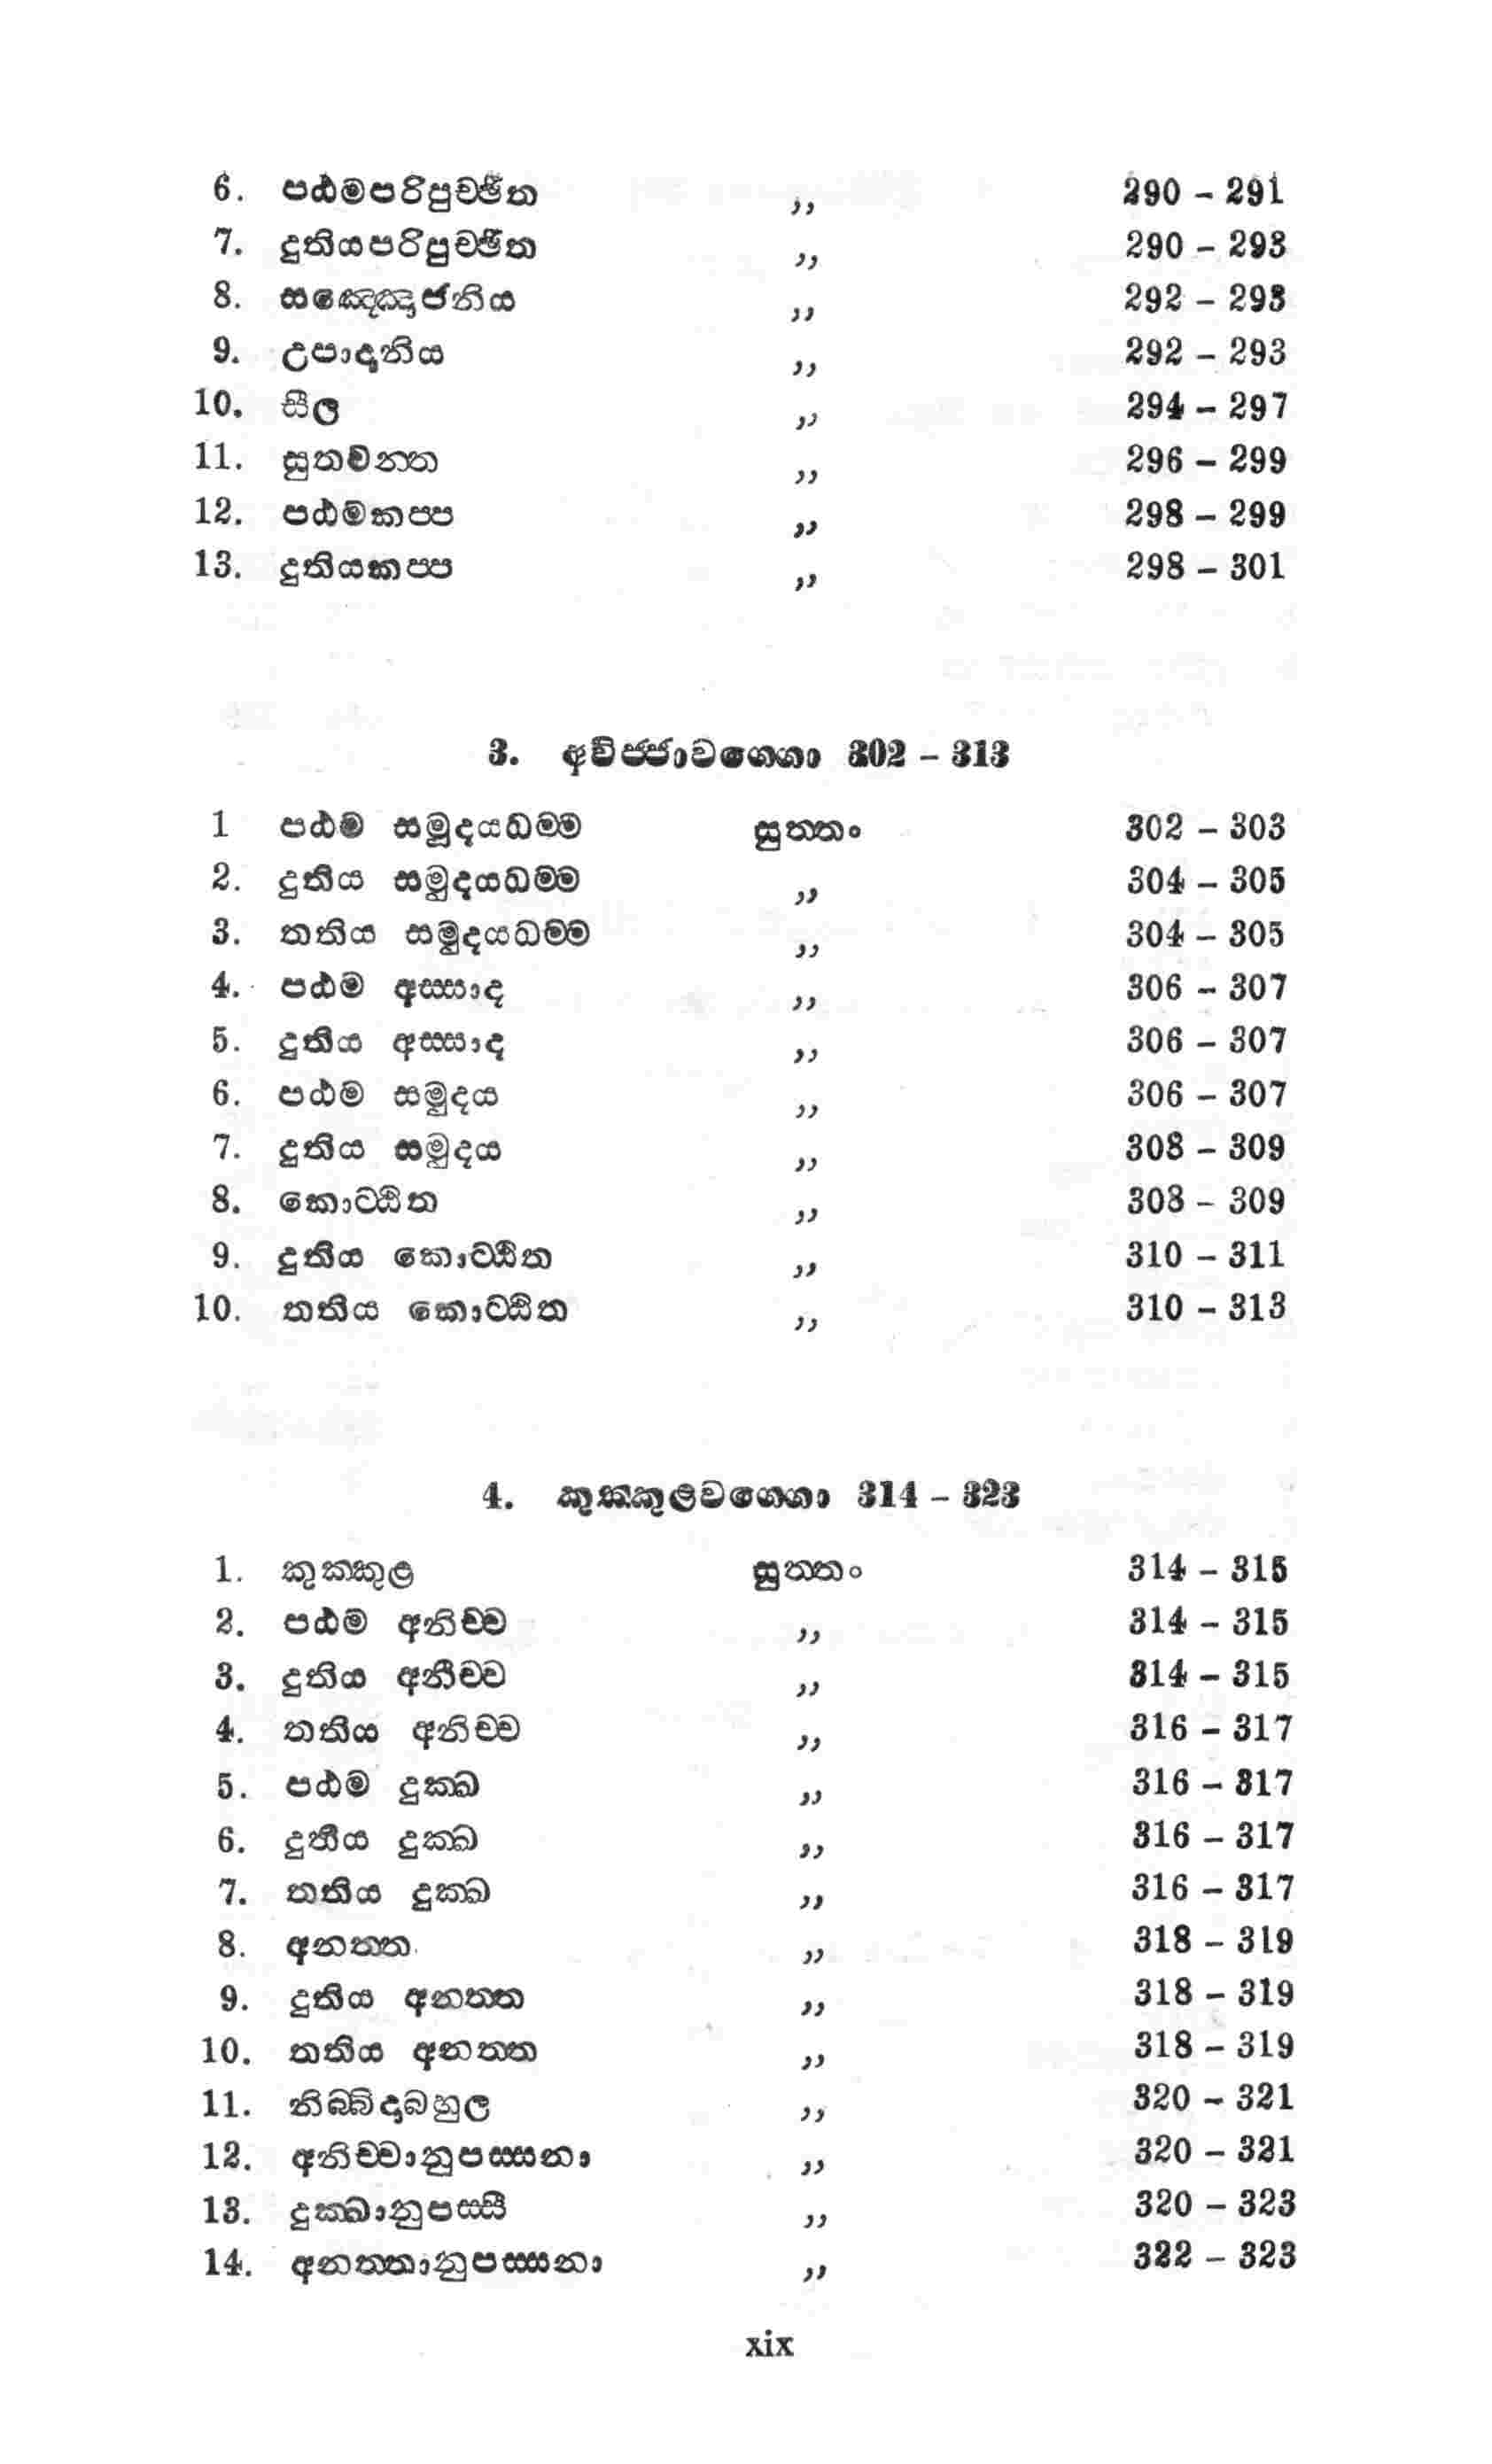 6. පඨමපරිපුච්ඡිත ,, 290 – 291
7. දුතියපරිපුච්ඡිත ,, 290 – 293
8. සඤ්ඤොජනිය ,, 292 – 293
9. උපාදානිය ,, 292 – 293
10. සීල ,, 294 – 297
11. සුතවන්ත ,, 296 – 299
12. පඨමකප්ප ,, 298 – 299
13. දුතියකප්ප ,, 298 – 301
3. අවිජ්ජාවග්ගො 302 – 313
1 පඨම සමුදයධම්ම සුත්තං 302 – 303
2. දුතිය සමුදයධම්ම ,, 304 – 305
3. තතිය සමුදයධම්ම ,, 304 – 305
4. පඨම අස්සාද ,, 306 – 307
5. දුතිය අස්සාද ,, 306 – 307
6. පඨම සමුදය ,, 306 – 307
7. දුතිය සමුදය ,, 308 – 309
8. කොට්ඨිත ,, 308 – 309
9. දුතිය කොට්ඨිත ,, 310 – 311
10. තතිය කොට්ඨිත ,, 310 – 313
4. කුක්කුළවග්ගො 314 – 323
1. කුක්කුළ සුත්තං 314 – 315
2. පඨම අනිච්ච ,, 314 – 315
3. දුතිය අනිච්ච ,, 314 – 315
4. තතිය අනිච්ච ,, 316 – 317
5. පඨම දුක්ඛ ,, 316 – 317
6. දුතිය දුක්ඛ ,, 316 – 317
7. තතිය දුක්ඛ ,, 316 – 317
8. අනත්ත ,, 318 – 319
9. දුතිය අනත්ත ,, 318 – 319
10. තතිය අනත්ත ,, 318 – 319
11. නිබ්බිදාබහුල ,, 320 – 321
12. අනිච්චානුපස්සනා ,, 320 – 321
13. දුක්ඛානුපස්සී ,, 320 – 323
14. අනත්තානුපස්සනා ,, 322 – 323
xix